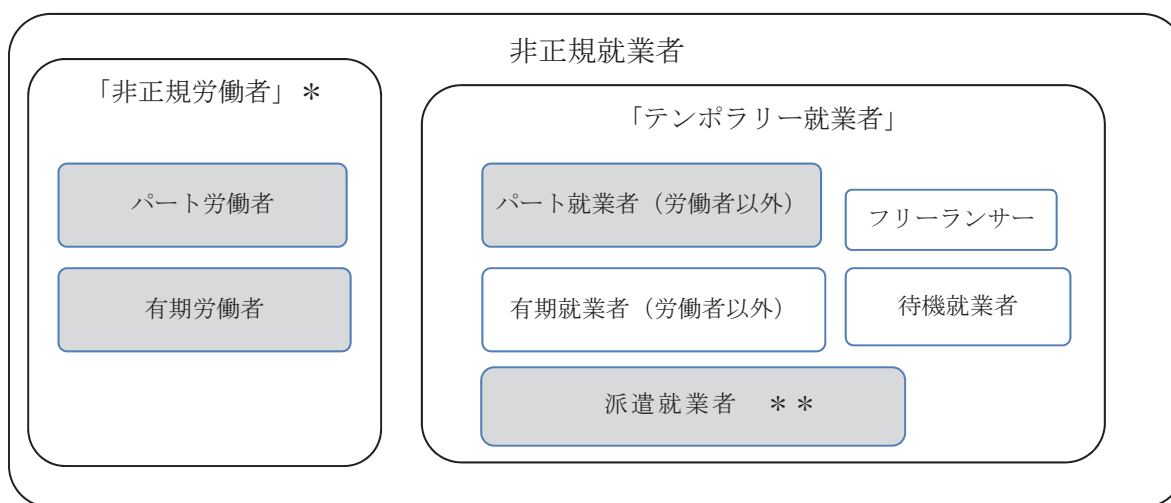 非正規就業者
「非正規労働者」＊
パート労働者
有期労働者
「テンポラリー就業者」
パート就業者（労働者以外）
フリーランサー
有期就業者（労働者以外）
待機就業者
派遣就業者　＊＊